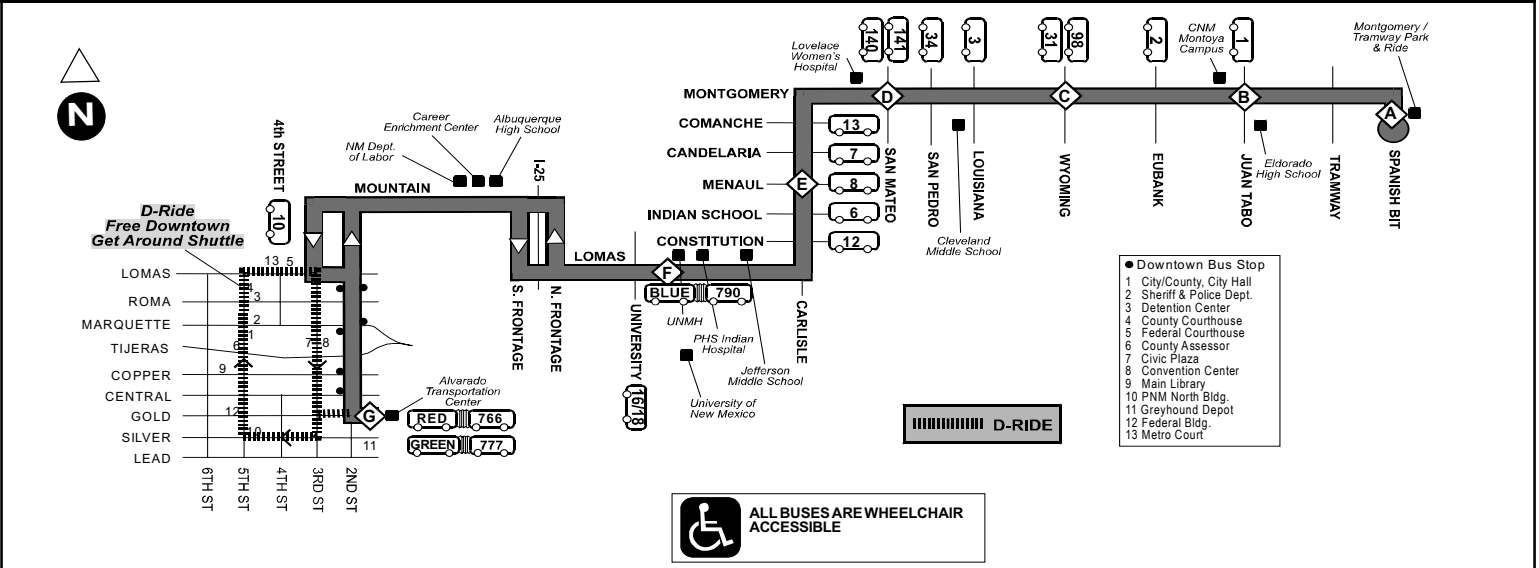 N
4th STREET
10
D-Ride
Free Downtown
Get Around Shuttle
MOUNTAIN
NM Dept.
of Labor
Career
Enrichment Center
Albuquerque
High School
I-25
S. FRONTAGE
N. FRONTAGE
LOMAS
UNIVERSITY
16/18
F
BLUE 790
UNMH
PHS Indian
Hospital
Jefferson
Middle School
University of
New Mexico
CARLISLE
MONTGOMERY
COMANCHE
CANDELARIA
MENAUL
INDIAN SCHOOL
CONSTITUTION
E
13
7
8
6
12
Lovelace
Women's
Hospital
140
141
34
3
31
98
2
CNM
Montoya
Campus
1
Montgomery /
Tramway Park
& Ride
D
C
B
A
SAN MATEO
SAN PEDRO
LOUISIANA
WYOMING
EUBANK
JUAN TABO
TRAMWAY
SPANISH BIT
Cleveland
Middle School
Eldorado
High School
LOMAS
ROMA
MARQUETTE
TIJERAS
COPPER
CENTRAL
GOLD
SILVER
LEAD
13 5
4
3
2
1
6
7 8
9
12
10
11
6TH ST
5TH ST
4TH ST
3RD ST
2ND ST
G
Alvarado
Transportation
Center
RED 766
GREEN 777
D-RIDE
Downtown Bus Stop
1 City/County, City Hall
2 Sheriff & Police Dept.
3 Detention Center
4 County Courthouse
5 Federal Courthouse
6 County Assessor
7 Civic Plaza
8 Convention Center
9 Main Library
10 PNM North Bldg.
11 Greyhound Depot
12 Federal Bldg.
13 Metro Court
ALL BUSES ARE WHEELCHAIR
ACCESSIBLE